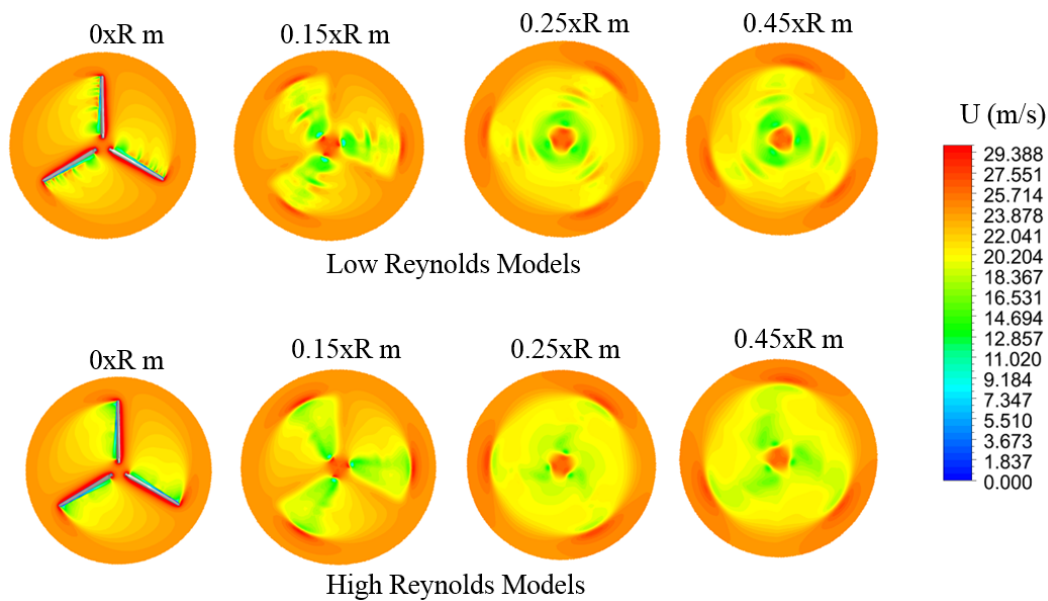 0xR m
0.15xR m
0.25xR m
0.45xR m
Low Reynolds Models
0xR m
0.15xR m
0.25xR m
0.45xR m
High Reynolds Models
U (m/s)
29.388
27.551
25.714
23.878
22.041
20.204
18.367
16.531
14.694
12.857
11.020
9.184
7.347
5.510
3.673
1.837
0.000